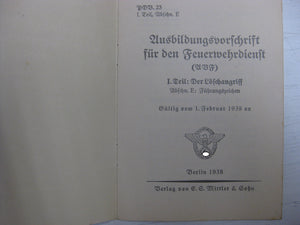 PDV. 23
I. Teil, Abschn. E
Ausbildungsvorschrift
für den Feuerwehrdienst
(ABF)
I. Teil: Der Löschangriff
Abschn. E: Führungszeichen
Gültig vom 1. Februar 1938 an
Berlin 1938
Verlag von E. S. Mittler & Sohn